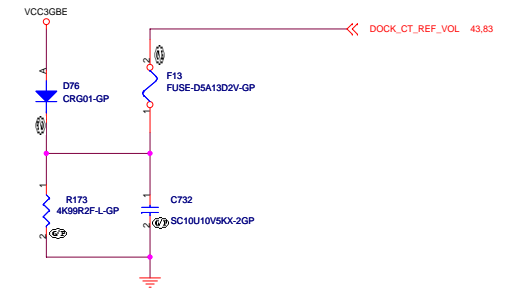 VCC3GBE
DOCK_CT_REF_VOL 43,83
A
2
F13
D76
FUSE-D5A13D2V-GP
CRG01-GP
1
1
1
R173
C732
4K99R2F-L-GP
SC10U10V5KX-2GP
2
2